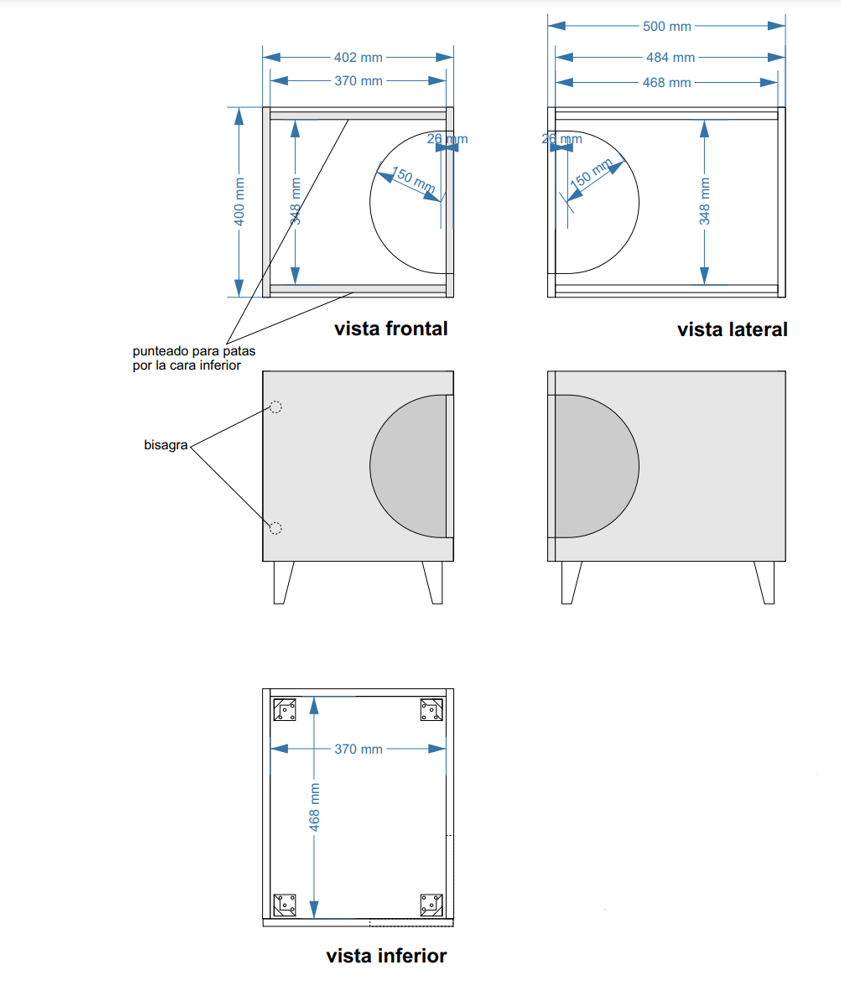 500 mm
402 mm
484 mm
370 mm
468 mm
26 mm
26 mm
150 mm
150 mm
400 mm
348 mm
348 mm
vista frontal
vista lateral
punteado para patas
por la cara inferior
bisagra
370 mm
468 mm
vista inferior